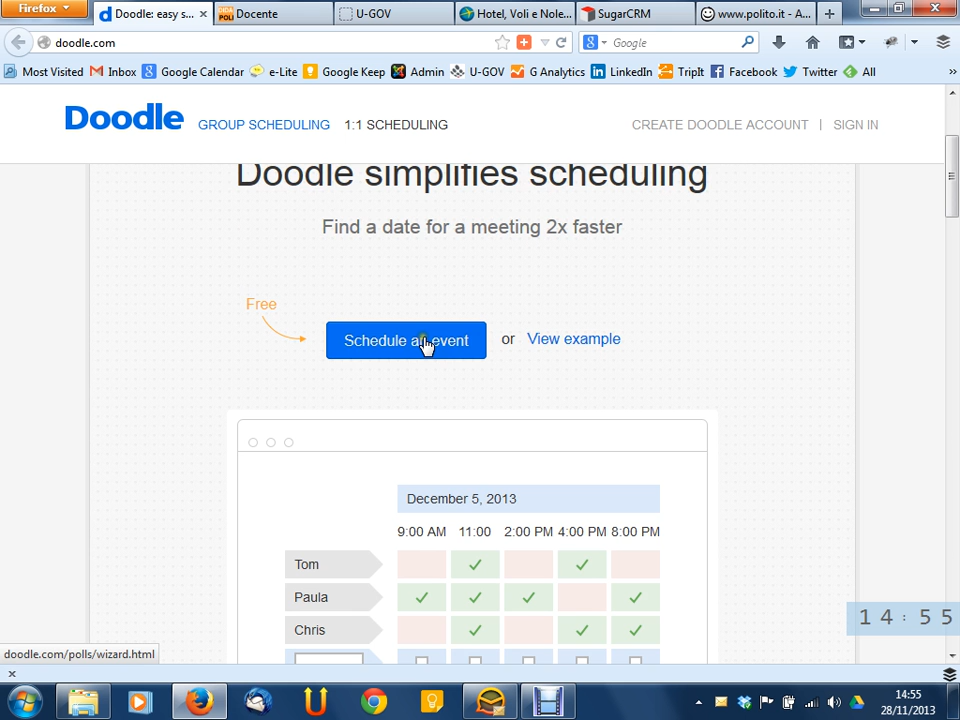 Firefox
Doodle: easy s...
ZIDA POLI
Docente
U-GOV
Hotel, Voli e Nole...
SugarCRM
www.polito.it - A...
doodle.com
Google
Most Visited
Inbox
Google Calendar
e-Lite
Google Keep
Admin
U-GOV
G Analytics
LinkedIn
TripIt
Facebook
Twitter
All
Doodle
GROUP SCHEDULING
1:1 SCHEDULING
CREATE DOODLE ACCOUNT | SIGN IN
Doodle simplifies scheduling
Find a date for a meeting 2x faster
Free
Schedule an event
or
View example
December 5, 2013
9:00 AM 11:00 2:00 PM 4:00 PM 8:00 PM
Tom
Paula
Chris
14:55
doodle.com/polls/wizard.html
14:55
28/11/2013